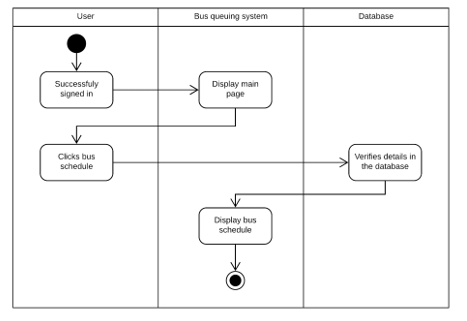 User
Bus queuing system
Database
Successfuly
signed in
Display main
page
Clicks bus
schedule
Verifies details in
the database
Display bus
schedule